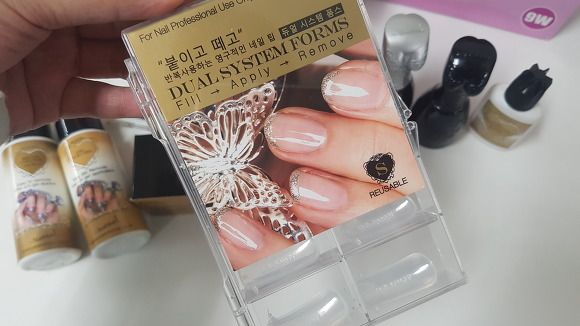 For Nail Professional Use Only
"붙이고 떼고"
반복사용하는 영구적인 네일 팁 듀얼 시스템 폼스
DUAL SYSTEM FORMS
Fill → Apply → Remove
S
REUSABLE
9W